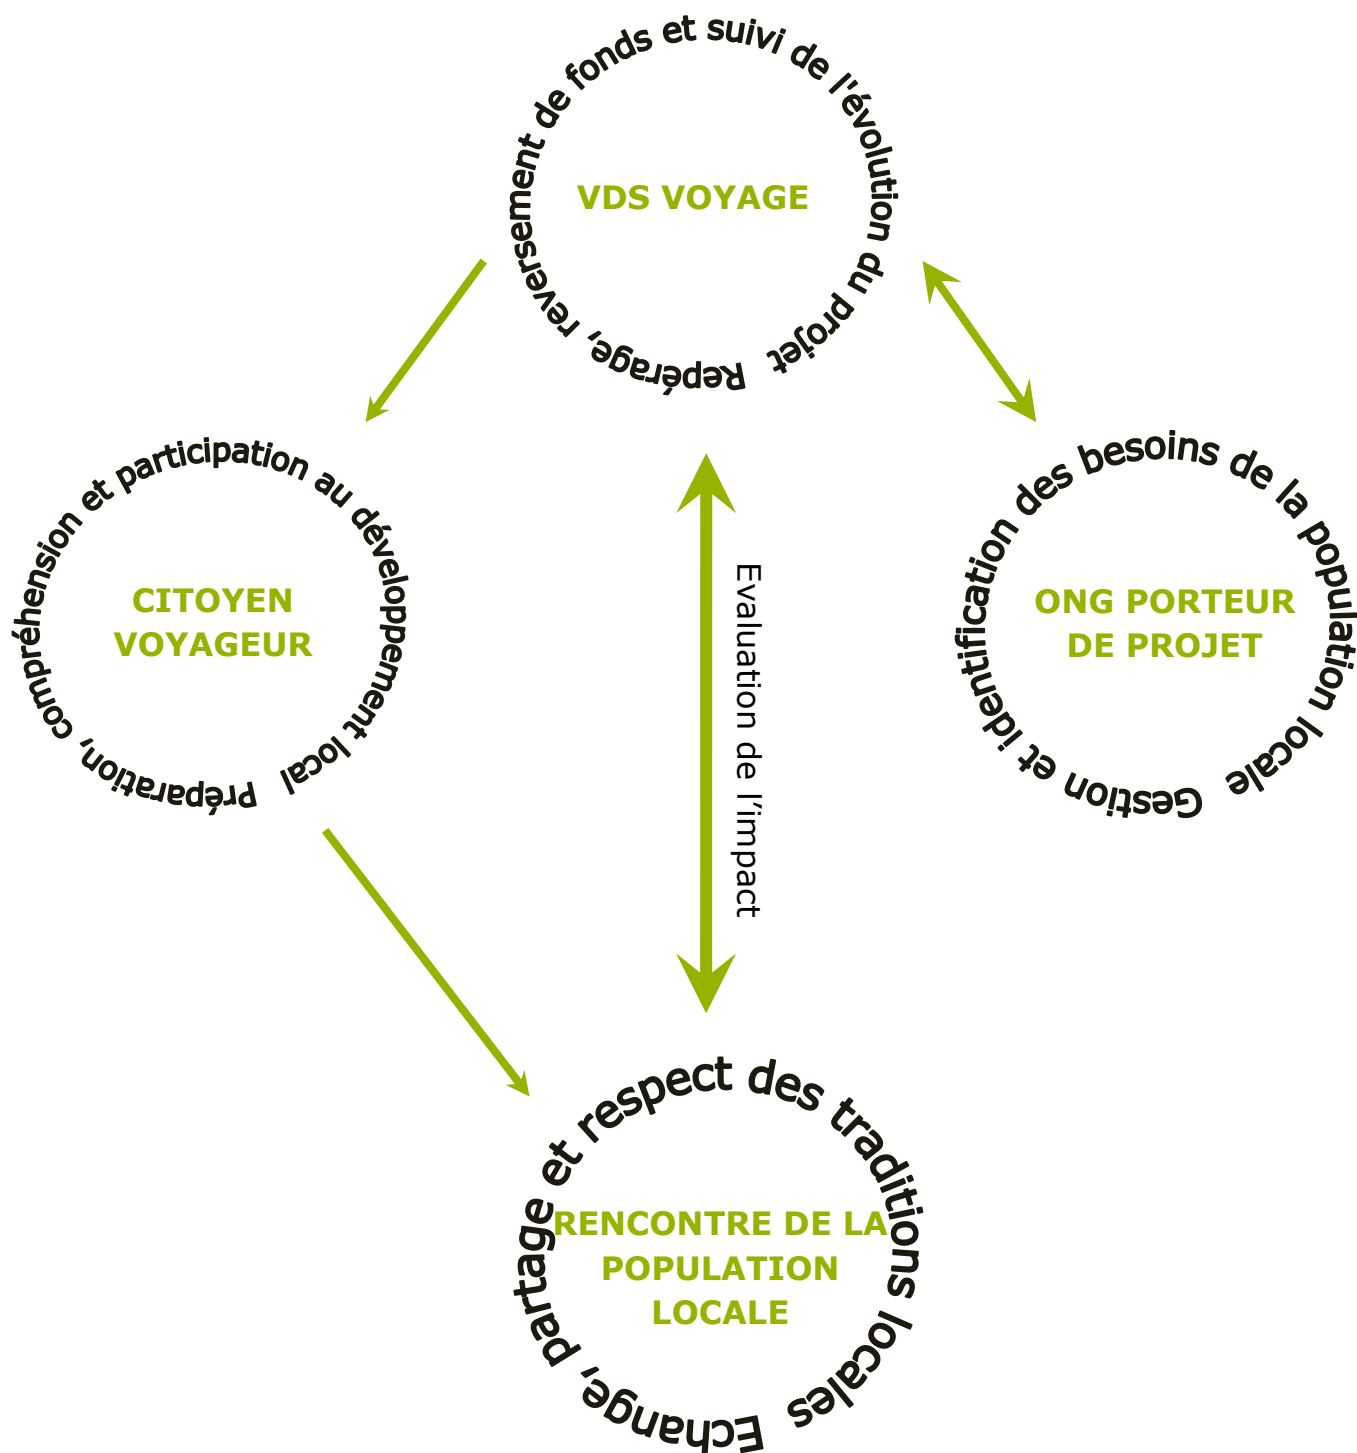 Repérage, reversement de fonds et suivi de l'évolution du projet
VDS VOYAGE
Préparation, compréhension et participation au développement local
CITOYEN
VOYAGEUR
Gestion et identification des besoins de la population locale
ONG PORTEUR
DE PROJET
Evaluation de l’impact
Echange, partage et respect des traditions locales
RENCONTRE DE LA
POPULATION
LOCALE